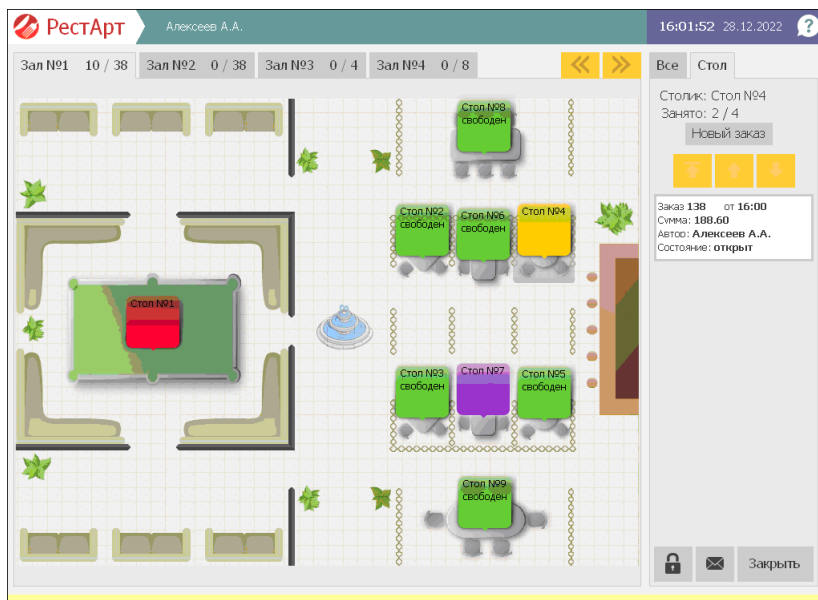 РестАрт
Алексеев А.А.
16:01:52 28.12.2022
?
Зал №1 10 / 38
Зал №2 0 / 38
Зал №3 0 / 4
Зал №4 0 / 8
Все
Стол
Столик: Стол №4
Занято: 2 / 4
Новый заказ
Заказ 138 от 16:00
Сумма: 188.60
Автор: Алексеев А.А.
Состояние: открыт
Стол №8
свободен
Стол №2
свободен
Стол №6
свободен
Стол №4
Стол №1
Стол №3
свободен
Стол №7
Стол №5
свободен
Стол №9
свободен
Закрыть